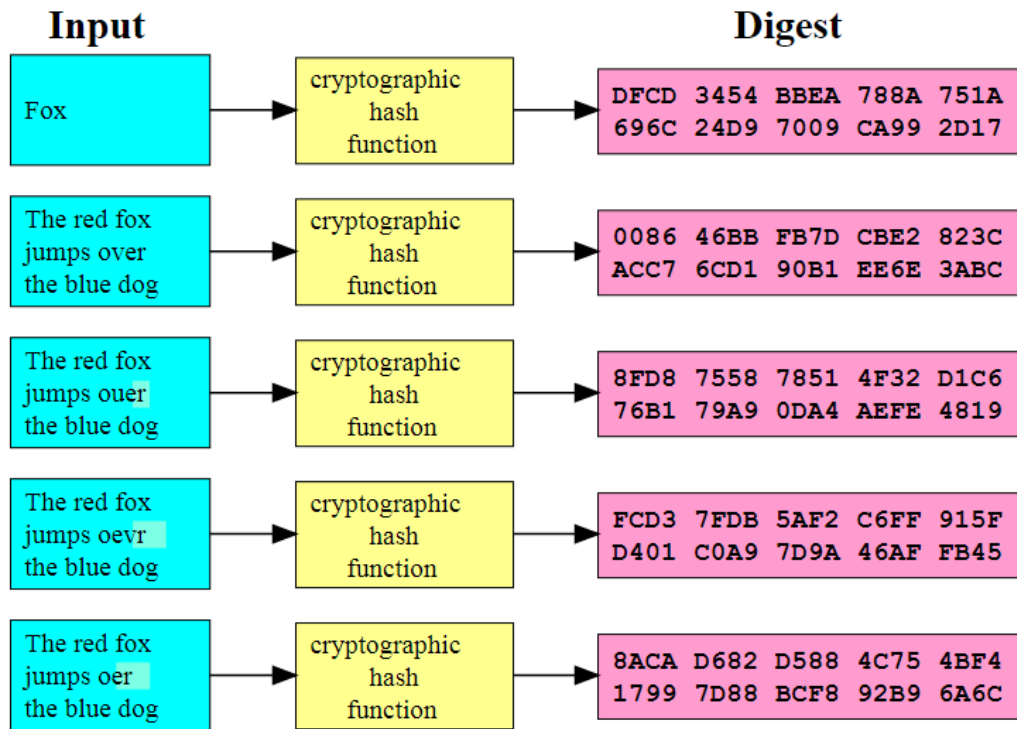 Input
Digest
Fox
cryptographic
hash
function
DFCD 3454 BBEA 788A 751A
696C 24D9 7009 CA99 2D17
The red fox
jumps over
the blue dog
cryptographic
hash
function
0086 46BB FB7D CBE2 823C
ACC7 6CD1 90B1 EE6E 3ABC
The red fox
jumps ouer
the blue dog
cryptographic
hash
function
8FD8 7558 7851 4F32 D1C6
76B1 79A9 0DA4 AEFE 4819
The red fox
jumps oevr
the blue dog
cryptographic
hash
function
FCD3 7FDB 5AF2 C6FF 915F
D401 C0A9 7D9A 46AF FB45
The red fox
jumps oer
the blue dog
cryptographic
hash
function
8ACA D682 D588 4C75 4BF4
1799 7D88 BCF8 92B9 6A6C